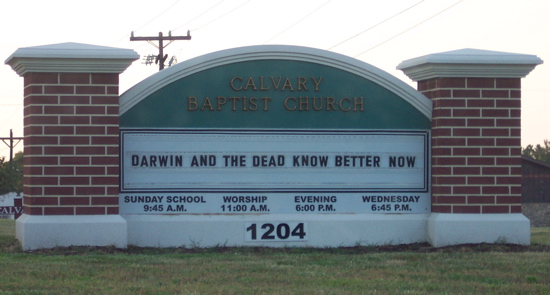 CALVARY
BAPTIST CHURCH
DARWIN AND THE DEAD KNOW BETTER NOW
SUNDAY SCHOOL WORSHIP EVENING WEDNESDAY
9:45 A.M. 11:00 A.M. 6:00 P.M. 6:45 P.M.
1204